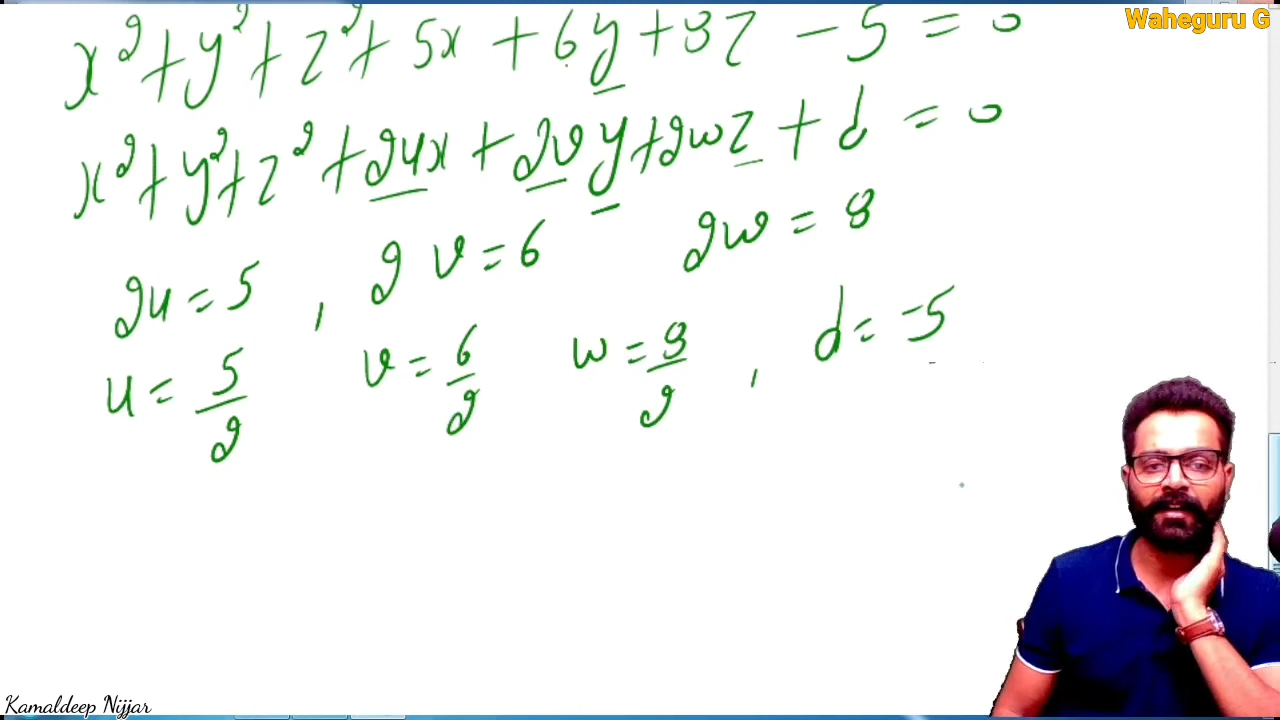 Waheguru G
x² + y² + z² + 5x + 6y + 8z - 5 = 0
x² + y² + z² + 2ux + 2vy + 2wz + d = 0
2u = 5 , 2v = 6 2w = 8
u = 5/2 v = 6/2 w = 8/2 , d = -5
Kamaldeep Nijjar